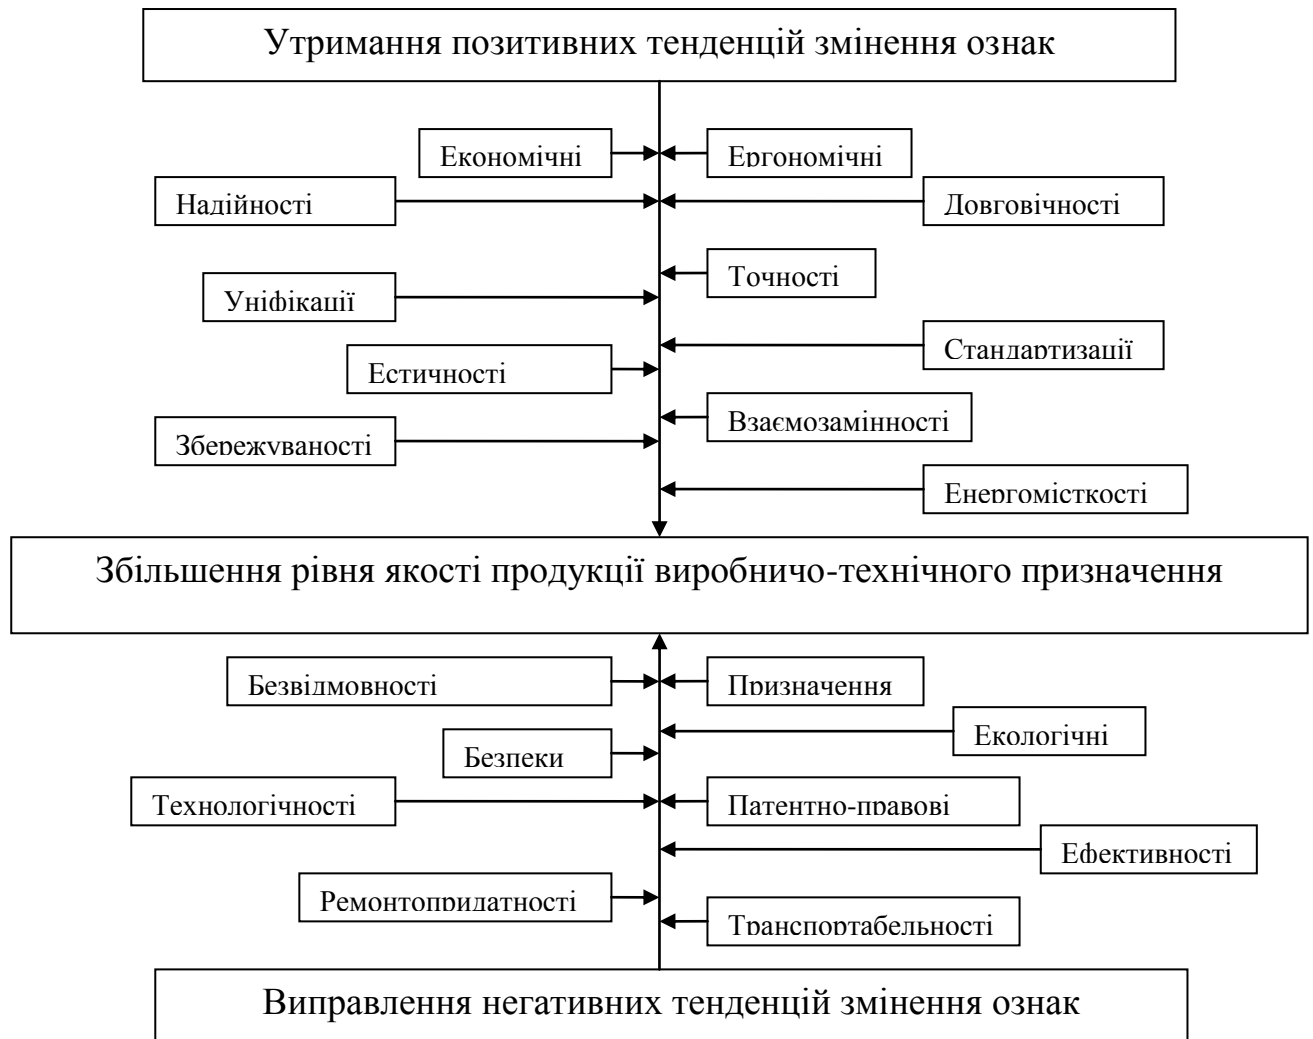 Утримання позитивних тенденцій змінення ознак
Економічні
Ергономічні
Надійності
Довговічності
Точності
Уніфікації
Стандартизації
Естичності
Взаємозамінності
Збережуваності
Енергомісткості
Збільшення рівня якості продукції виробничо-технічного призначення
Безвідмовності
Призначення
Екологічні
Безпеки
Технологічності
Патентно-правові
Ефективності
Ремонтопридатності
Транспортабельності
Виправлення негативних тенденцій змінення ознак